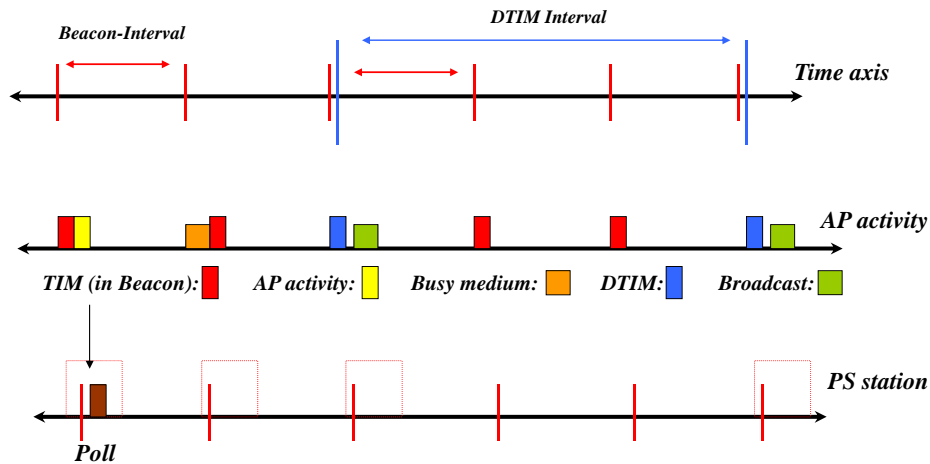 DTIM Interval
Beacon-Interval
Time axis
AP activity
TIM (in Beacon): AP activity: Busy medium: DTIM: Broadcast:
PS station
Poll